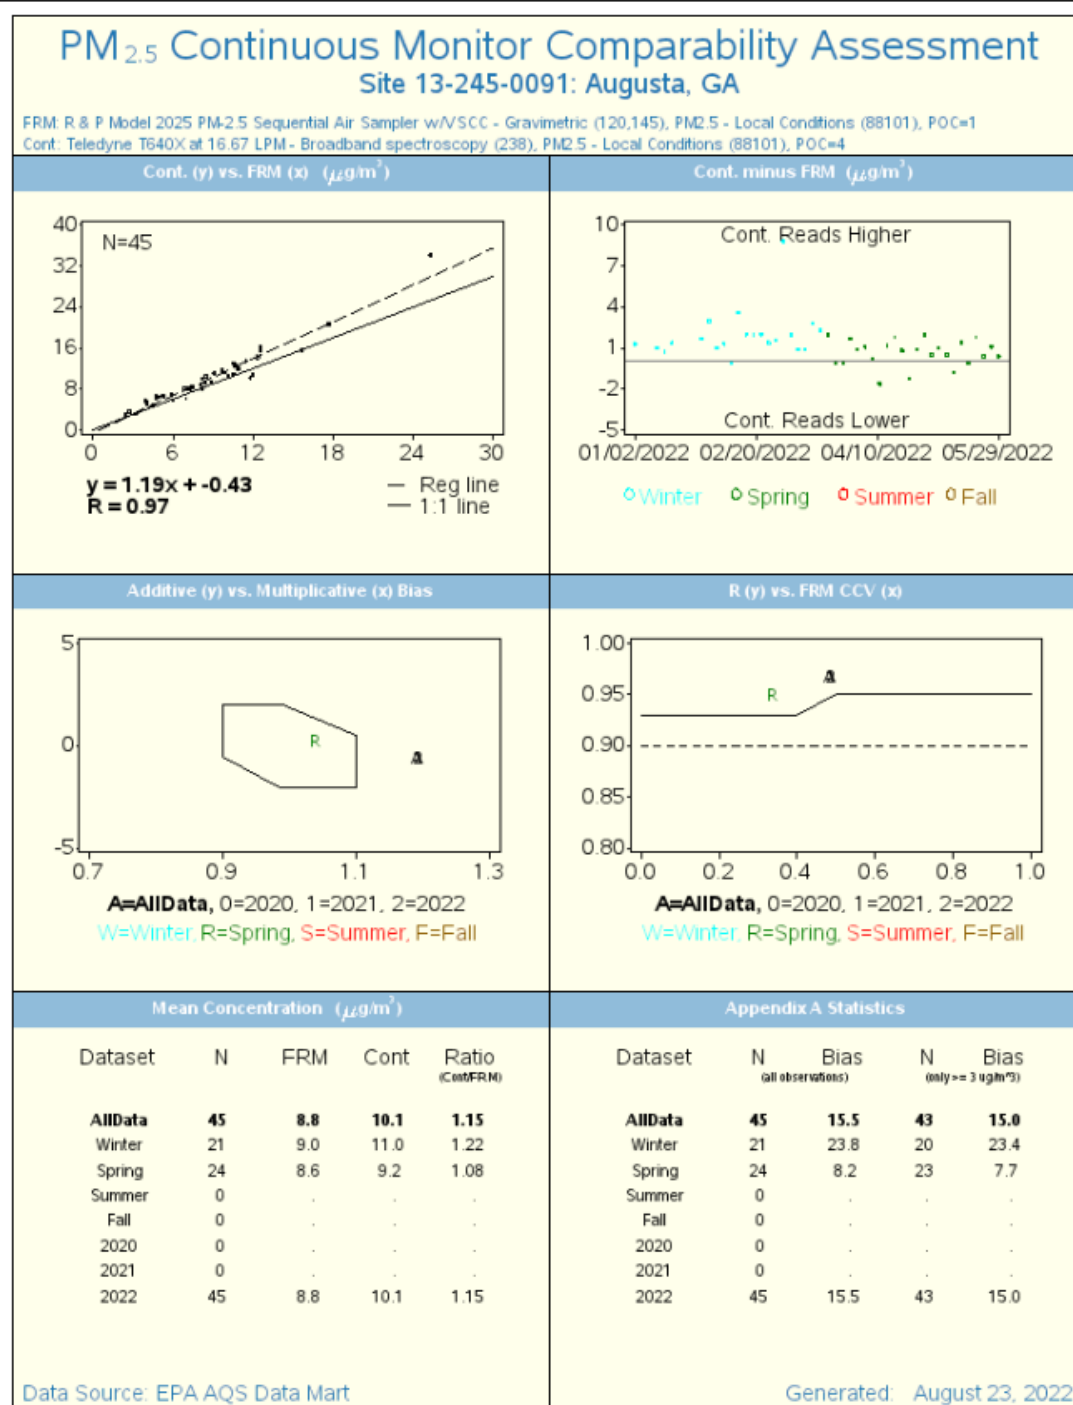 PM 2.5 Continuous Monitor Comparability Assessment
Site 13-245-0091: Augusta, GA
FRM: R & P Model 2025 PM-2.5 Sequential Air Sampler w/VSCC - Gravimetric (120,145), PM2.5 - Local Conditions (88101), POC=1
Cont: Teledyne T640X at 16.67 LPM - Broadband spectroscopy (238), PM2.5 - Local Conditions (88101), POC=4
Cont. (y) vs. FRM (x) (μg/m³)
40
32
24
16
8
0
N=45
0 6 12 18 24 30
y = 1.19x + -0.43
R = 0.97
— Reg line
— 1:1 line
Cont. minus FRM (μg/m³)
10
7
4
1
-2
-5
Cont. Reads Higher
Cont. Reads Lower
01/02/2022 02/20/2022 04/10/2022 05/29/2022
Winter Spring Summer Fall
Additive (y) vs. Multiplicative (x) Bias
5
0
-5
R
0.7 0.9 1.1 1.3
A=AllData, 0=2020, 1=2021, 2=2022
W=Winter, R=Spring, S=Summer, F=Fall
R (y) vs. FRM CCV (x)
1.00
0.95
0.90
0.85
0.80
R
0.0 0.2 0.4 0.6 0.8 1.0
A=AllData, 0=2020, 1=2021, 2=2022
W=Winter, R=Spring, S=Summer, F=Fall
Mean Concentration (μg/m³)
Dataset N FRM Cont Ratio
(Cont/FRM)
AllData 45 8.8 10.1 1.15
Winter 21 9.0 11.0 1.22
Spring 24 8.6 9.2 1.08
Summer 0 . . .
Fall 0 . . .
2020 0 . . .
2021 0 . . .
2022 45 8.8 10.1 1.15
Appendix A Statistics
Dataset N Bias N Bias
(all observations) (only >= 3 ug/m^3)
AllData 45 15.5 43 15.0
Winter 21 23.8 20 23.4
Spring 24 8.2 23 7.7
Summer 0 . . .
Fall 0 . . .
2020 0 . . .
2021 0 . . .
2022 45 15.5 43 15.0
Data Source: EPA AQS Data Mart
Generated: August 23, 2022